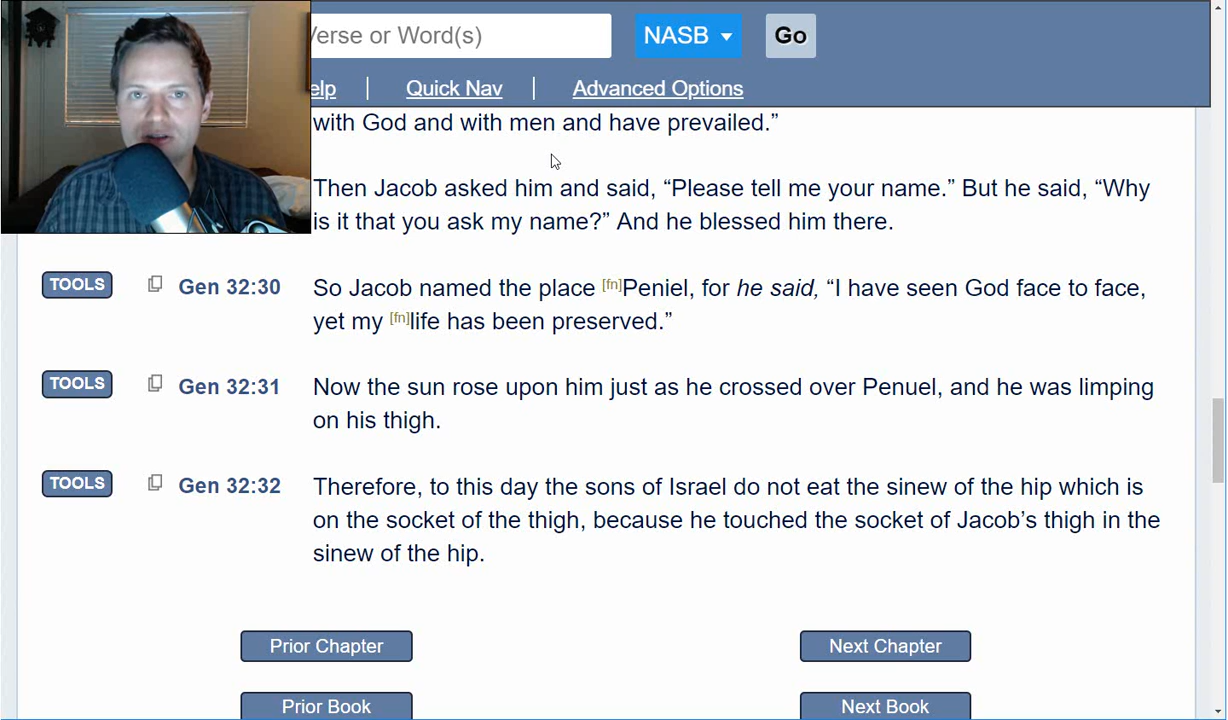 Verse or Word(s)
NASB
Go
elp | Quick Nav | Advanced Options
with God and with men and have prevailed.”
Then Jacob asked him and said, “Please tell me your name.” But he said, “Why
is it that you ask my name?” And he blessed him there.
TOOLS Gen 32:30 So Jacob named the place [fn]Peniel, for he said, “I have seen God face to face,
yet my [fn]life has been preserved.”
TOOLS Gen 32:31 Now the sun rose upon him just as he crossed over Penuel, and he was limping
on his thigh.
TOOLS Gen 32:32 Therefore, to this day the sons of Israel do not eat the sinew of the hip which is
on the socket of the thigh, because he touched the socket of Jacob’s thigh in the
sinew of the hip.
Prior Chapter
Next Chapter
Prior Book
Next Book